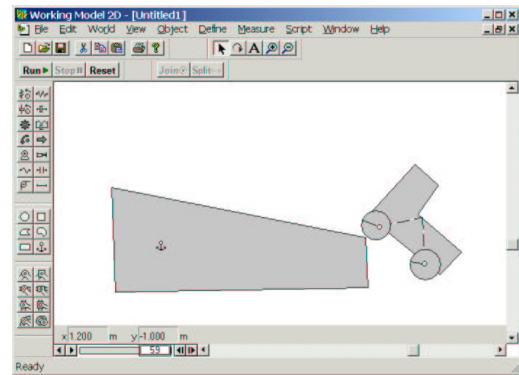 Working Model 2D - [Untitled1]
File Edit World View Object Define Measure Script Window Help
A
Run Stop II Reset Join Split
x 1.200 m y -1.000 m
59
Ready